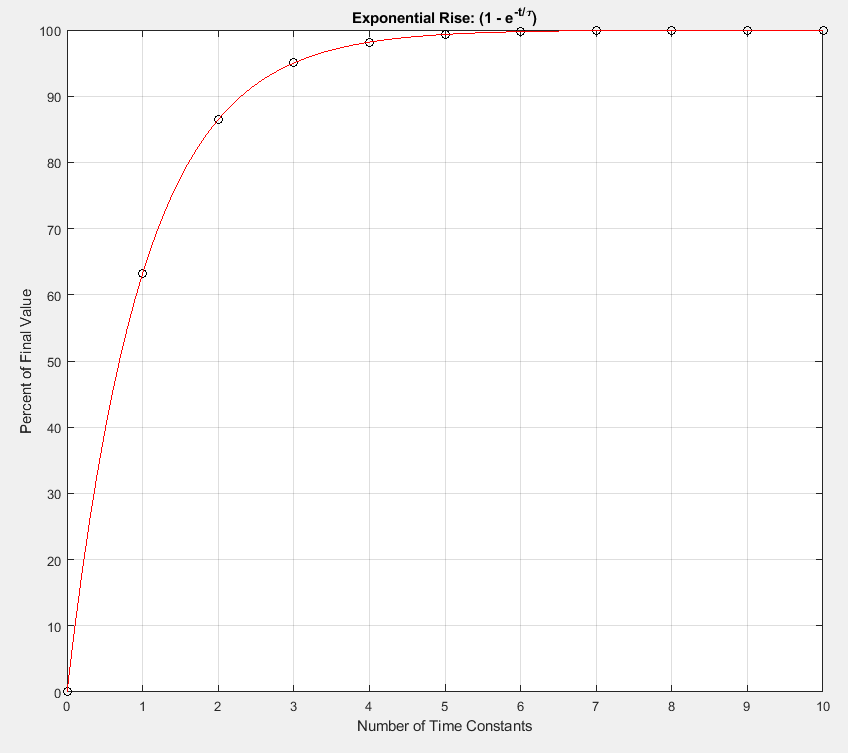 Exponential Rise: (1 - e^-t/τ)
100
90
80
70
60
50
40
30
20
10
0
Percent of Final Value
0 1 2 3 4 5 6 7 8 9 10
Number of Time Constants